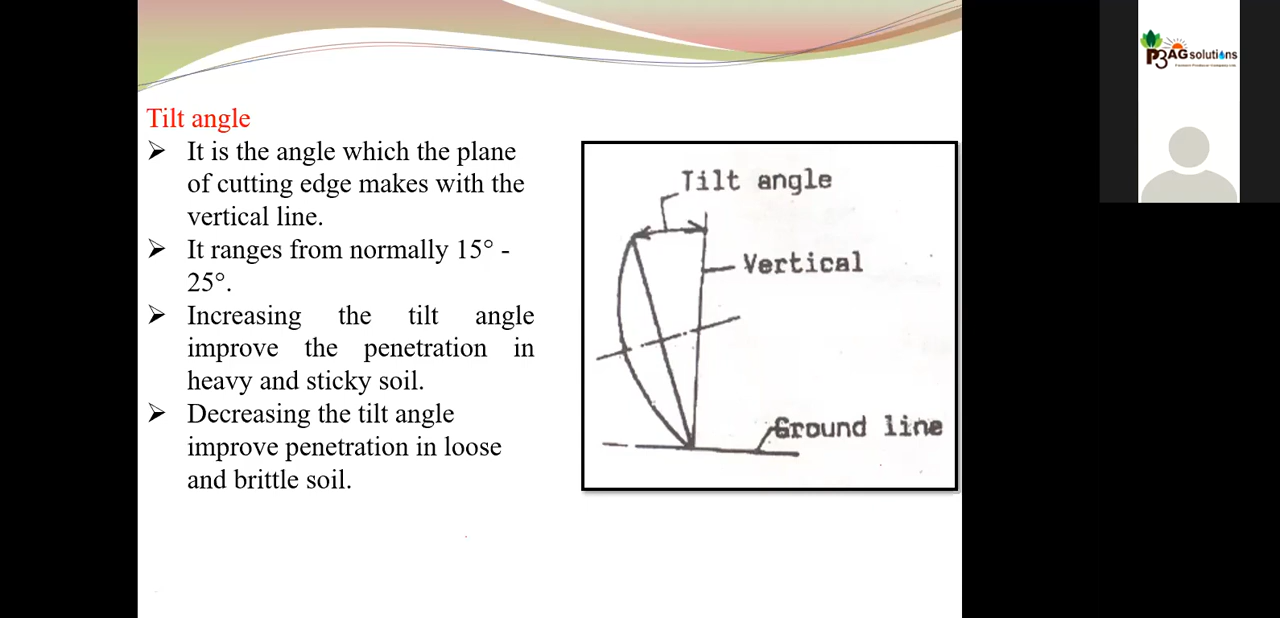 Tilt angle
➢ It is the angle which the plane
of cutting edge makes with the
vertical line.
➢ It ranges from normally 15° -
25°.
➢ Increasing the tilt angle
improve the penetration in
heavy and sticky soil.
➢ Decreasing the tilt angle
improve penetration in loose
and brittle soil.
Tilt angle
Vertical
Ground line
P3AGsolutions